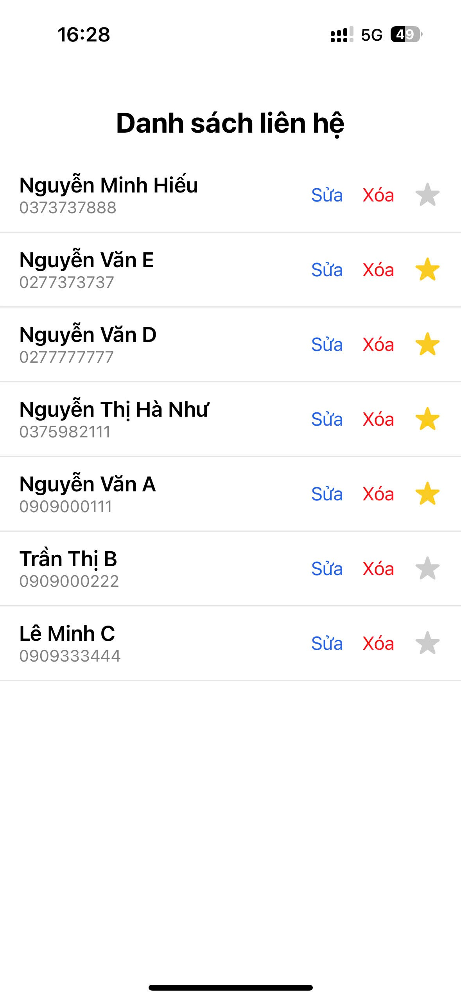 16:28 5G 49
Danh sách liên hệ
Nguyễn Minh Hiếu
0373737888
Sửa Xóa
Nguyễn Văn E
0277373737
Sửa Xóa
Nguyễn Văn D
0277777777
Sửa Xóa
Nguyễn Thị Hà Như
0375982111
Sửa Xóa
Nguyễn Văn A
0909000111
Sửa Xóa
Trần Thị B
0909000222
Sửa Xóa
Lê Minh C
0909333444
Sửa Xóa